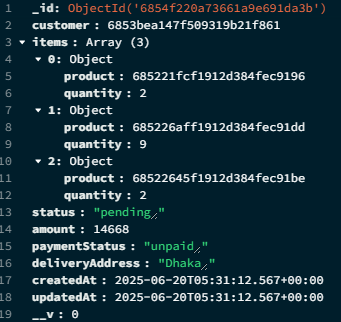 1 _id: ObjectId('6854f220a73661a9e691da3b')
2 customer : 6853bea147f509319b21f861
3 items : Array (3)
4 0: Object
5 product : 685221fcf1912d384fec9196
6 quantity : 2
7 1: Object
8 product : 685226aff1912d384fec91dd
9 quantity : 9
10 2: Object
11 product : 68522645f1912d384fec91be
12 quantity : 2
13 status : "pending"
14 amount : 14668
15 paymentStatus : "unpaid"
16 deliveryAddress : "Dhaka"
17 createdAt : 2025-06-20T05:31:12.567+00:00
18 updatedAt : 2025-06-20T05:31:12.567+00:00
19 __v : 0